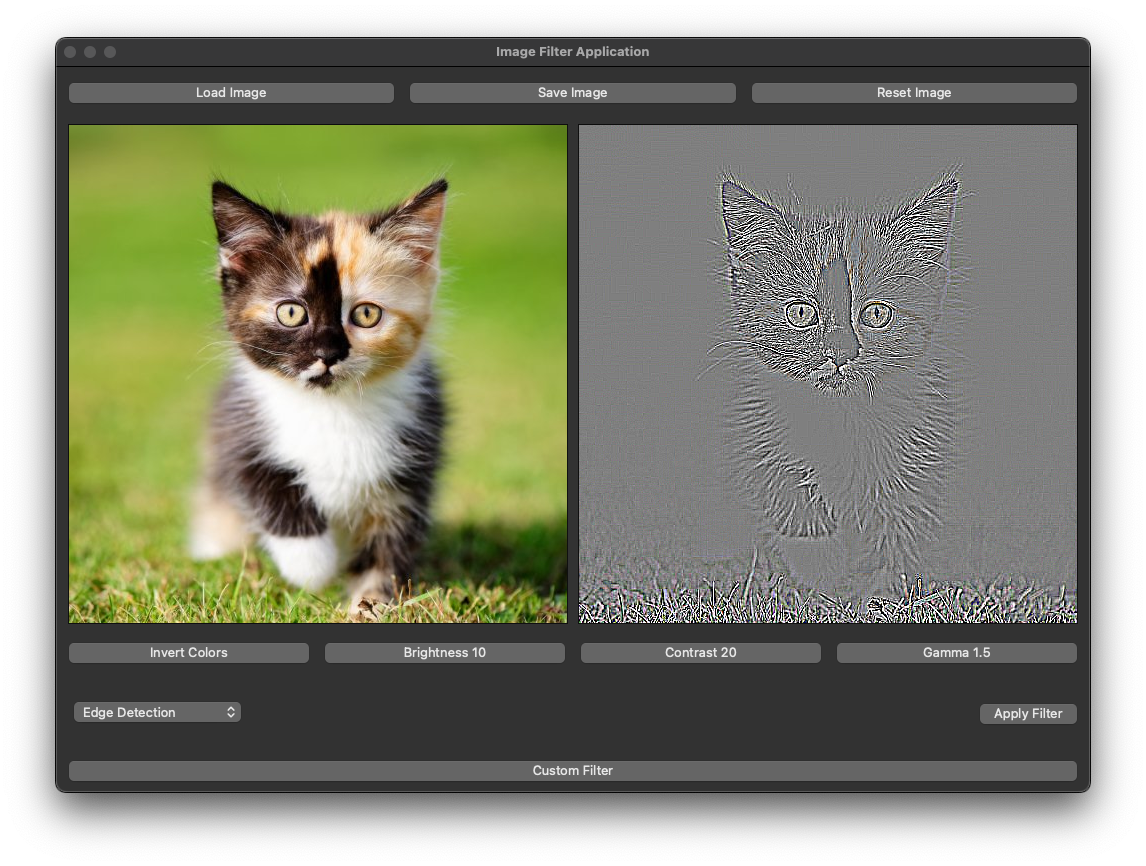 Image Filter Application
Load Image
Save Image
Reset Image
Invert Colors
Brightness 10
Contrast 20
Gamma 1.5
Edge Detection
Apply Filter
Custom Filter